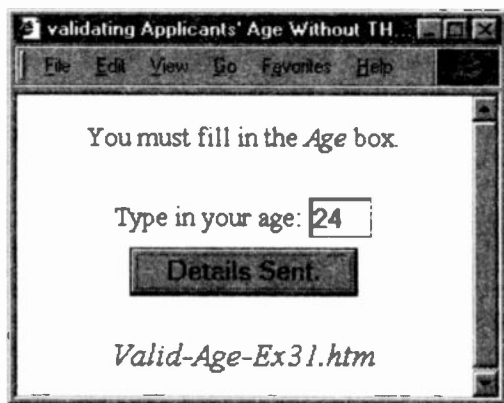 validating Applicants' Age Without TH...
File Edit View Go Favorites Help
You must fill in the Age box.
Type in your age: 24
Details Sent.
Valid-Age-Ex31.htm